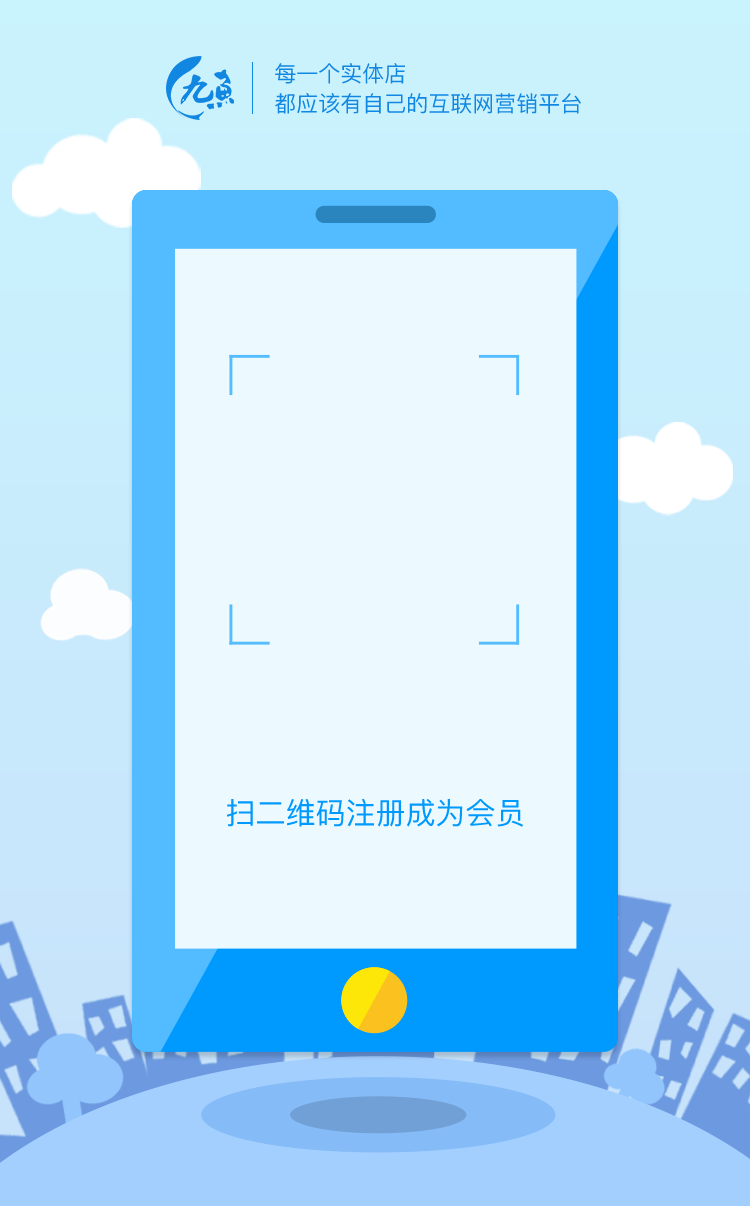 九鱼
每一个实体店
都应该有自己的互联网营销平台
扫二维码注册成为会员